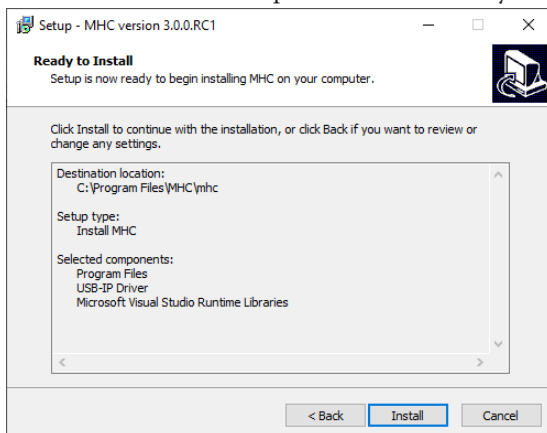 Setup - MHC version 3.0.0.RC1
Ready to Install
Setup is now ready to begin installing MHC on your computer.
Click Install to continue with the installation, or click Back if you want to review or
change any settings.
Destination location:
C:\Program Files\MHC\mhc
Setup type:
Install MHC
Selected components:
Program Files
USB-IP Driver
Microsoft Visual Studio Runtime Libraries
< Back
Install
Cancel